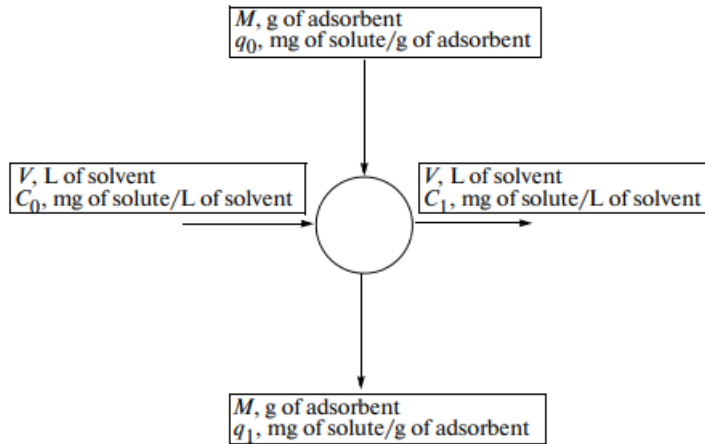 M, g of adsorbent
q₀, mg of solute/g of adsorbent
V, L of solvent
C₀, mg of solute/L of solvent
V, L of solvent
C₁, mg of solute/L of solvent
M, g of adsorbent
q₁, mg of solute/g of adsorbent